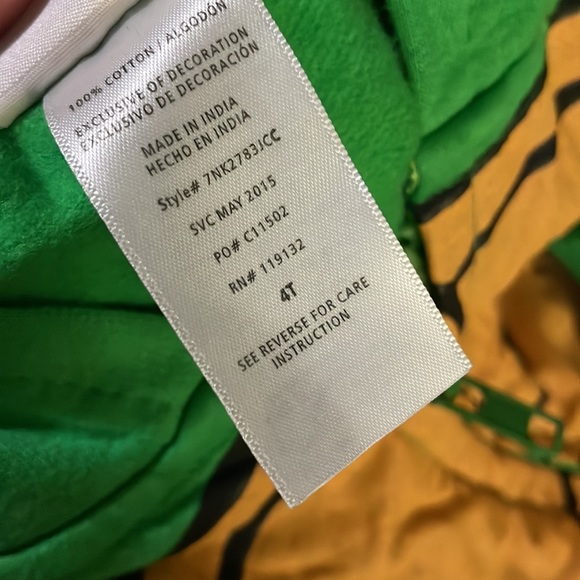 100% COTTON / ALGODÓN
EXCLUSIVE OF DECORATION
EXCLUSIVO DE DECORACIÓN
MADE IN INDIA
HECHO EN INDIA
Style# 7NK2783JCC
SVC MAY 2015
PO# C11502
RN# 119132
4T
SEE REVERSE FOR CARE
INSTRUCTION